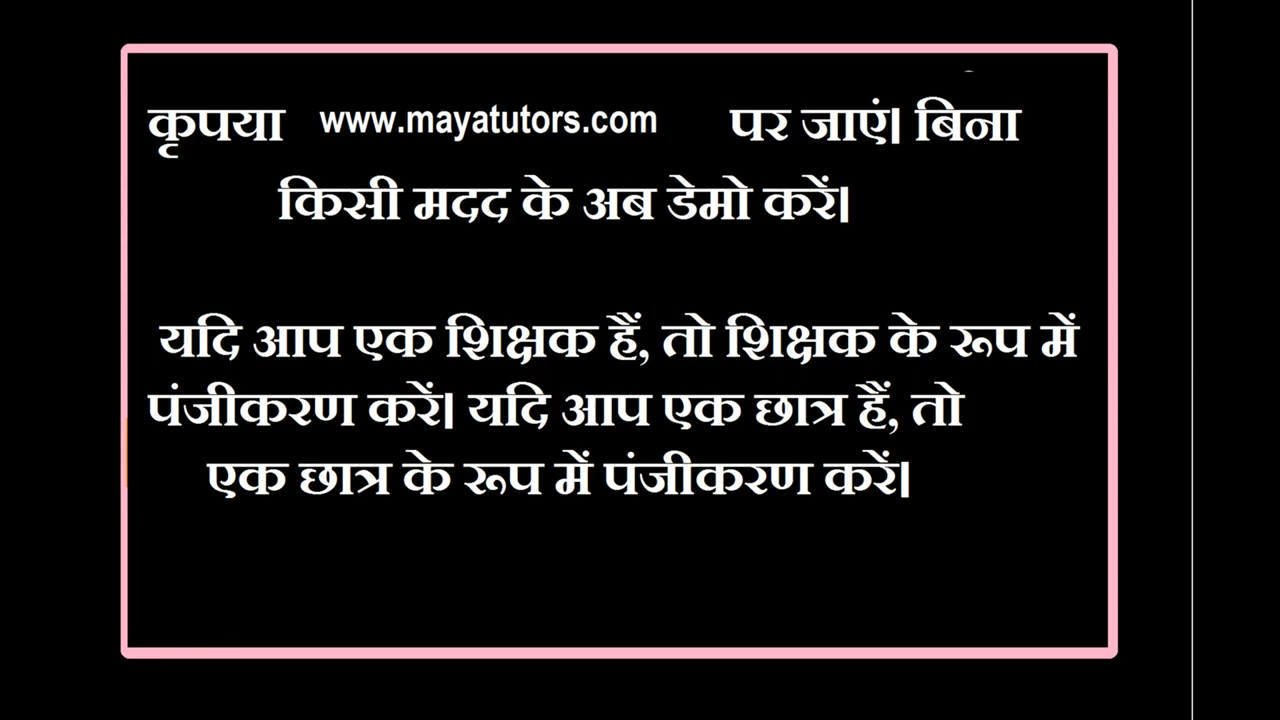 कृपया www.mayatutors.com पर जाएं। बिना
किसी मदद के अब डेमो करें।
यदि आप एक शिक्षक हैं, तो शिक्षक के रूप में
पंजीकरण करें। यदि आप एक छात्र हैं, तो
एक छात्र के रूप में पंजीकरण करें।